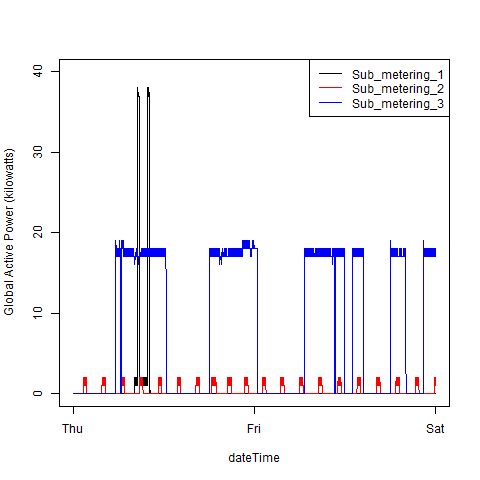 40
30
20
10
0
Global Active Power (kilowatts)
Sub_metering_1
Sub_metering_2
Sub_metering_3
Thu
Fri
Sat
dateTime